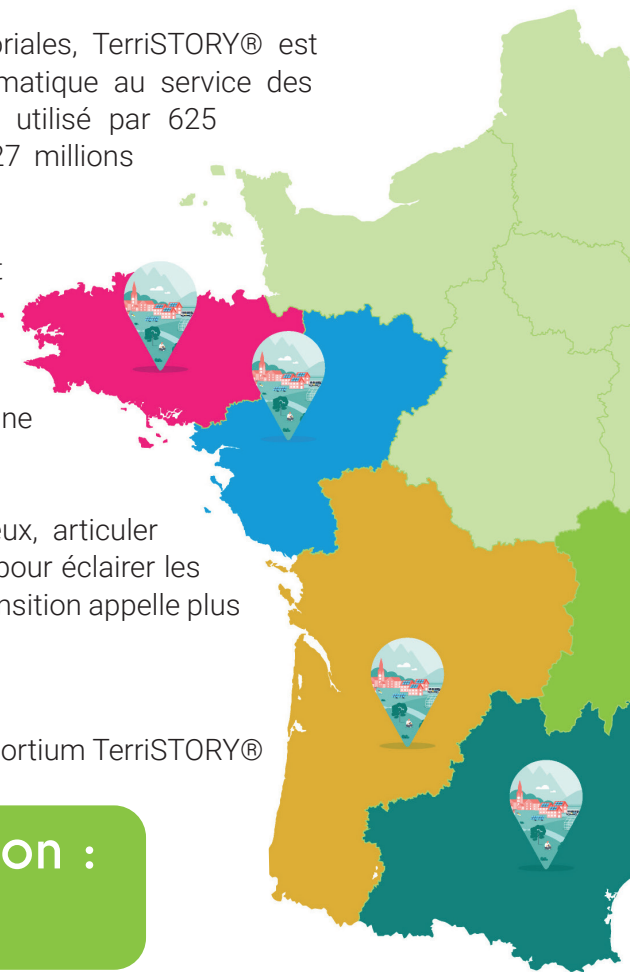 oriales, TerriSTORY® est
matique au service des
utilisé par 625
27 millions
ne
eux, articuler
pour éclairer les
nsition appelle plus
ortium TerriSTORY®
on :